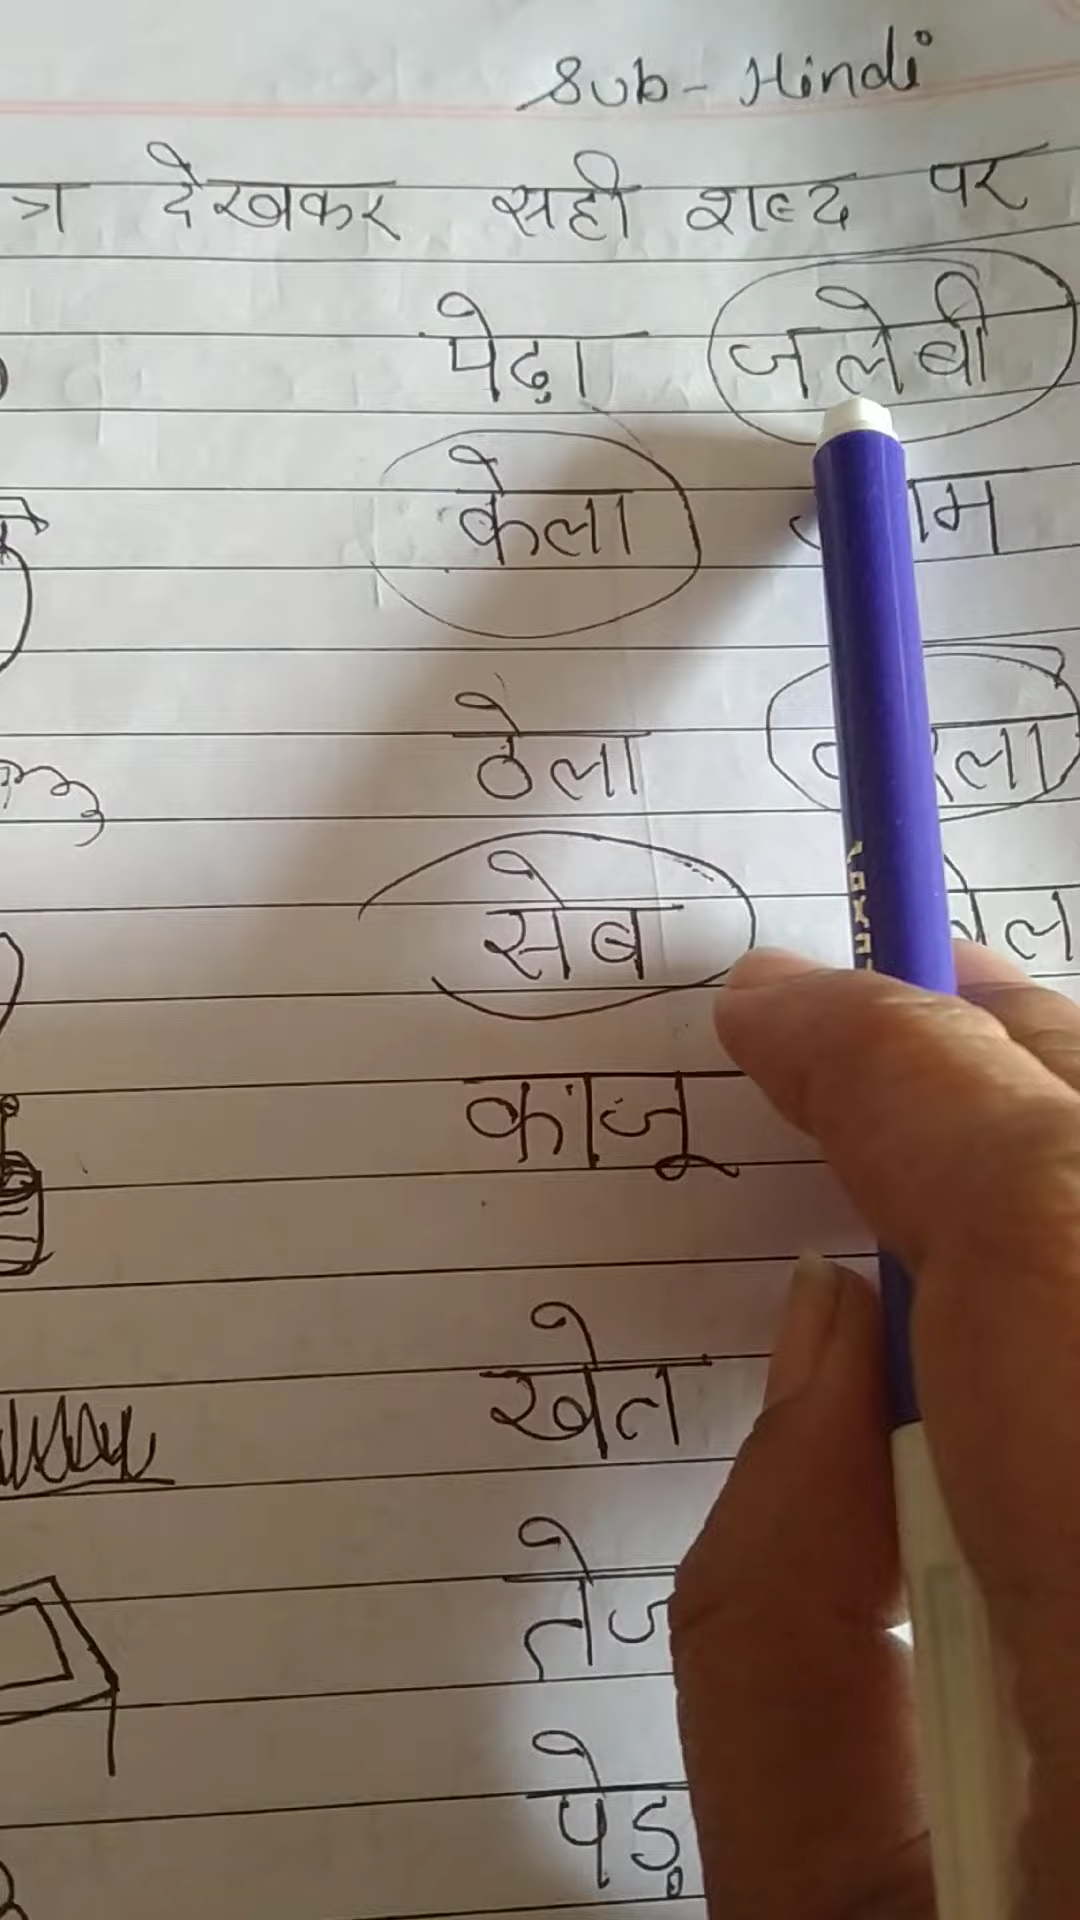 Sub - Hindi
देखकर सही शब्द पर
पेढ़ा जलेबी
केला
ठेला
सेब
काजू
खेत
पेड़